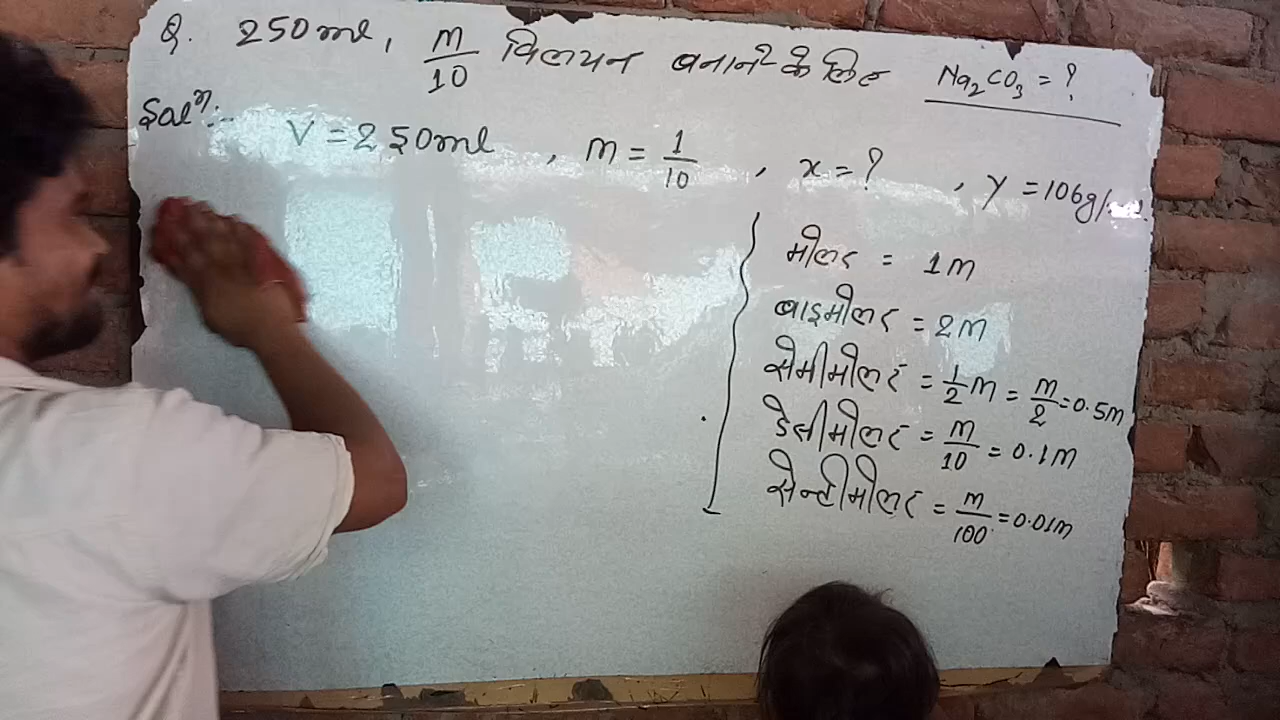 Q. 250ml, M/10 विलयन बनाने के लिए Na₂CO₃ = ?
Solⁿ:-
V = 250ml , M = 1/10 , x = ? , y = 106g/
मोलर = 1M
बाइमोलर = 2M
सेमीमोलर = 1/2 M = M/2 = 0.5M
डेसीमोलर = M/10 = 0.1M
सेन्टीमोलर = M/100 = 0.01M